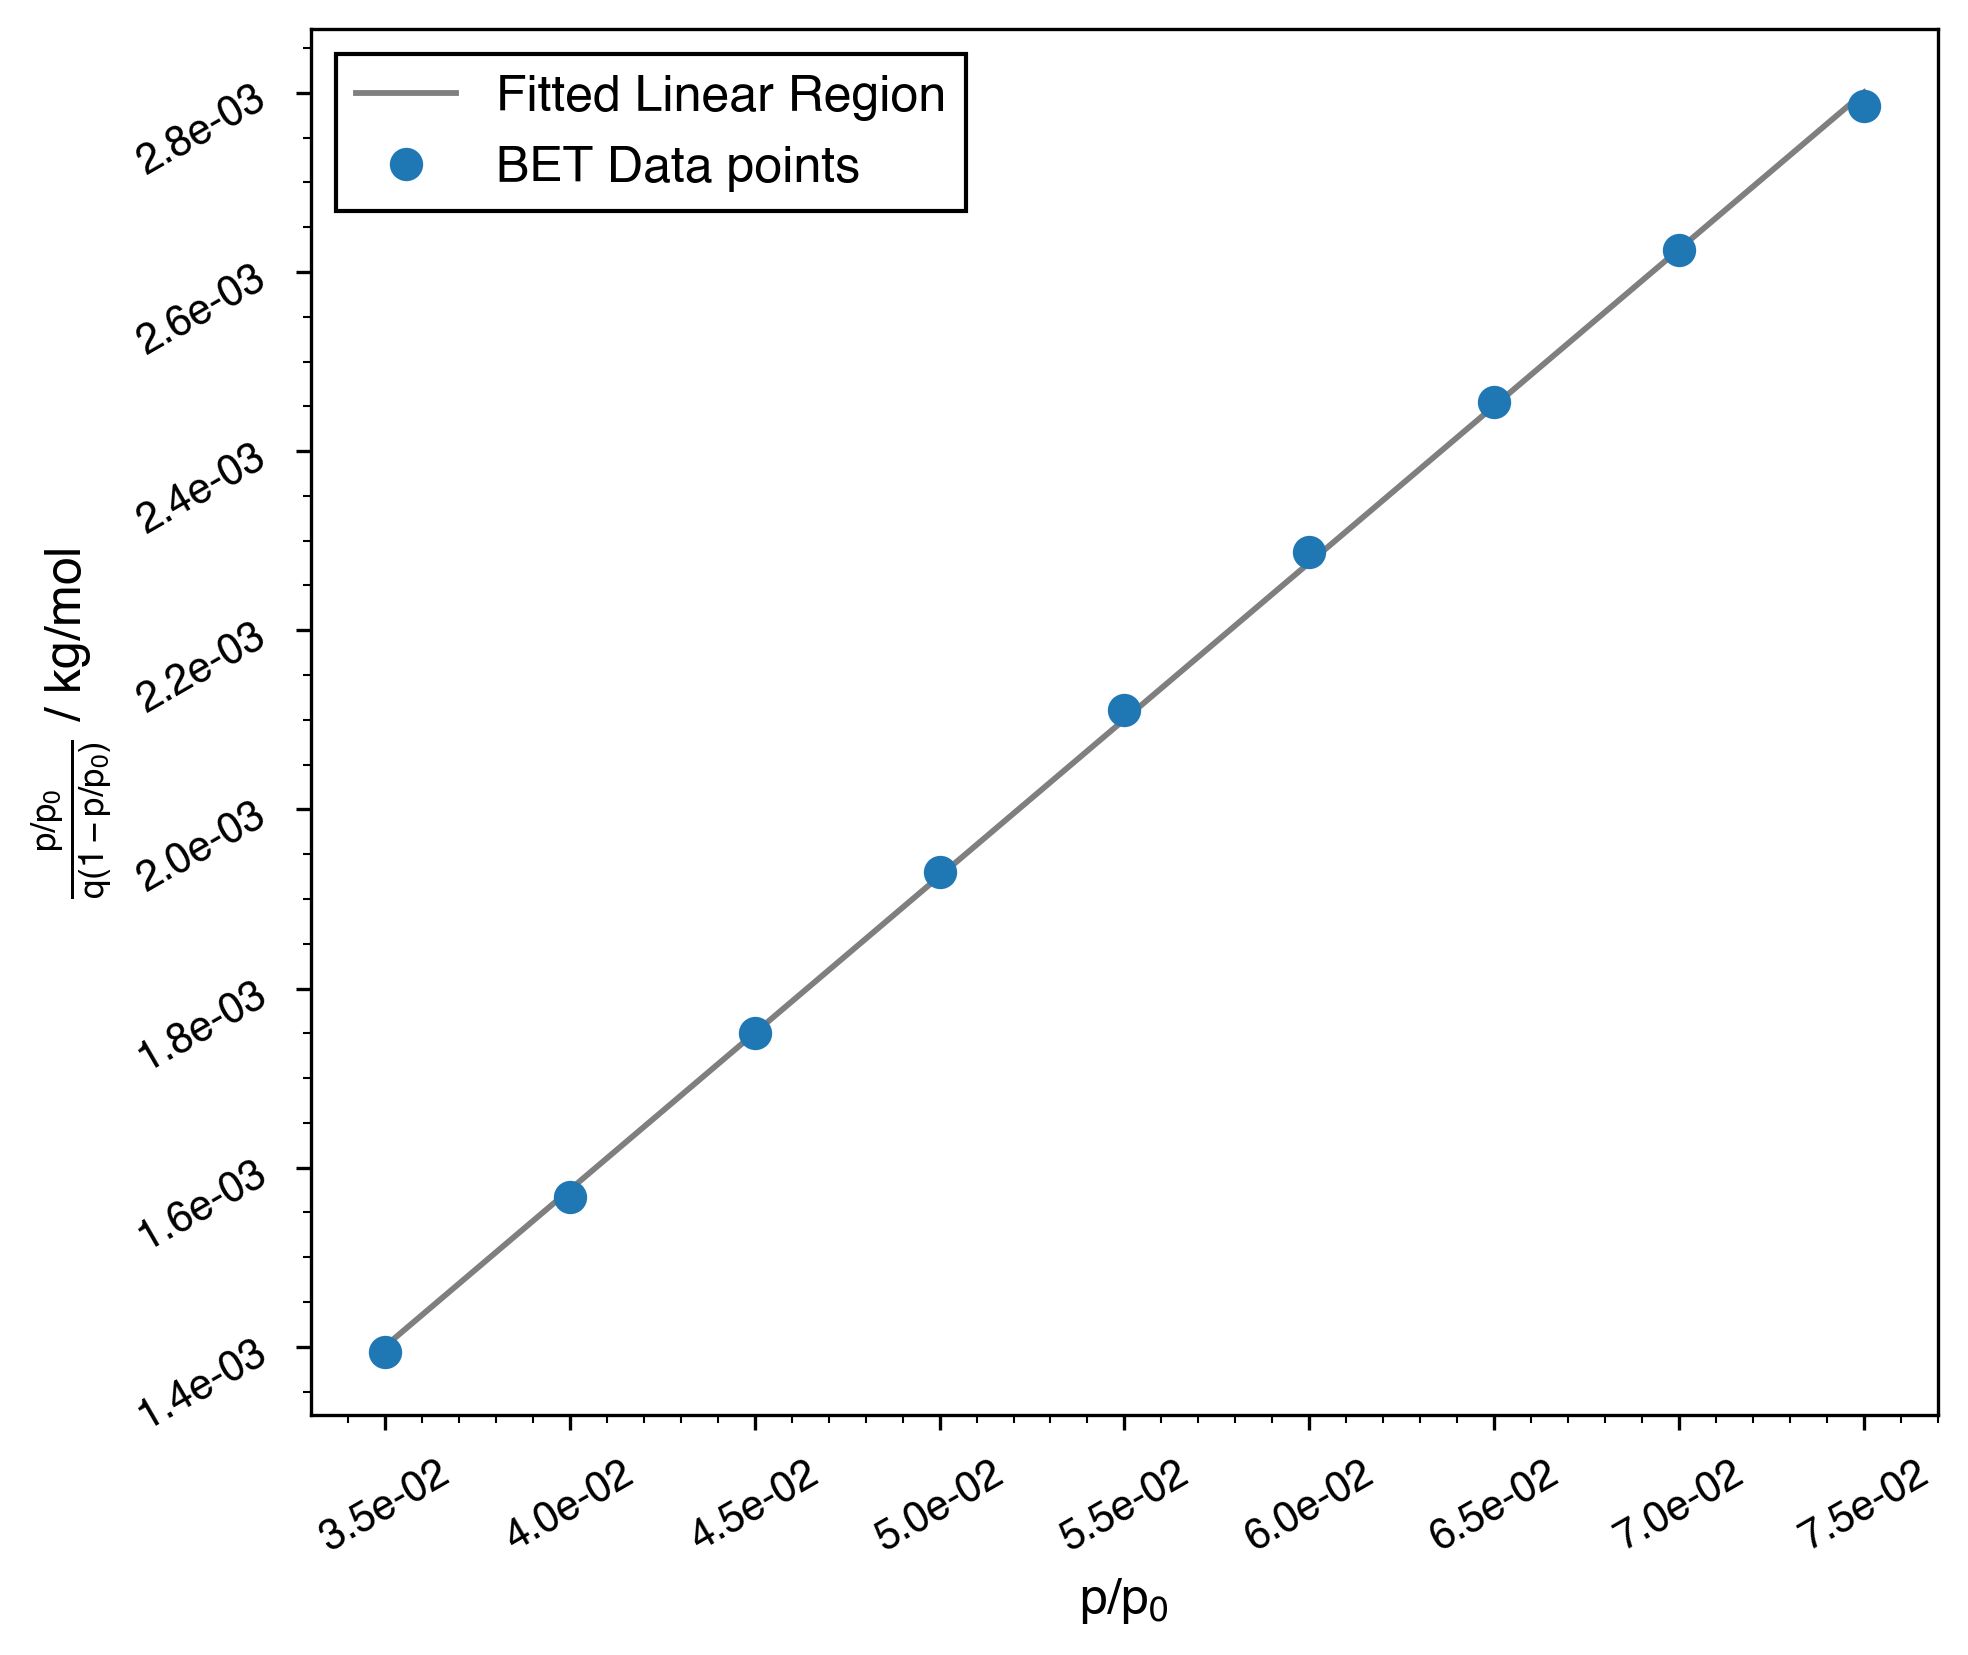 Fitted Linear Region
BET Data points
2.8e-03
2.6e-03
2.4e-03
2.2e-03
2.0e-03
1.8e-03
1.6e-03
1.4e-03
p/p₀
q(1 − p/p₀)
/ kg/mol
3.5e-02
4.0e-02
4.5e-02
5.0e-02
5.5e-02
6.0e-02
6.5e-02
7.0e-02
7.5e-02
p/p₀